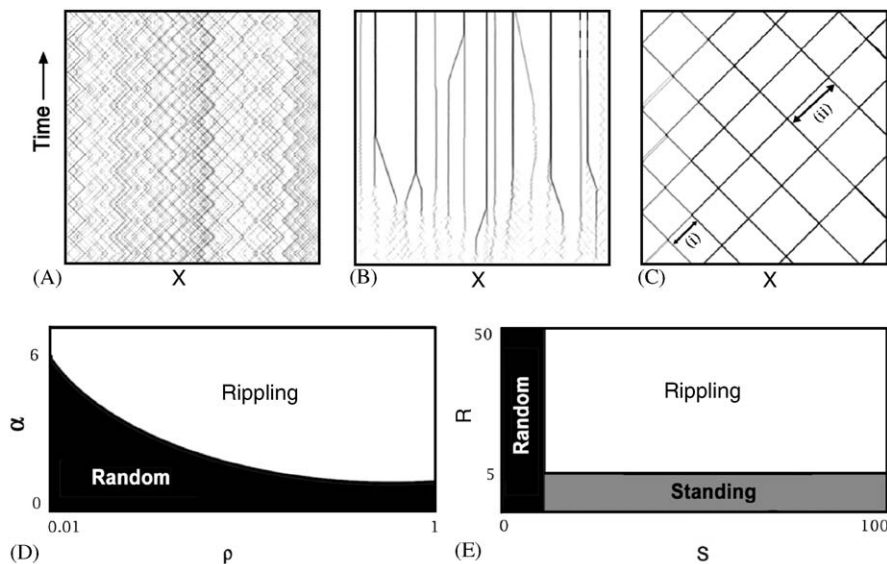 Time
(i)
(ii)
(A) X
(B) X
(C) X
6
α
0
Rippling
Random
0.01
1
(D) ρ
50
R
5
Random
Rippling
Standing
0
100
(E) S